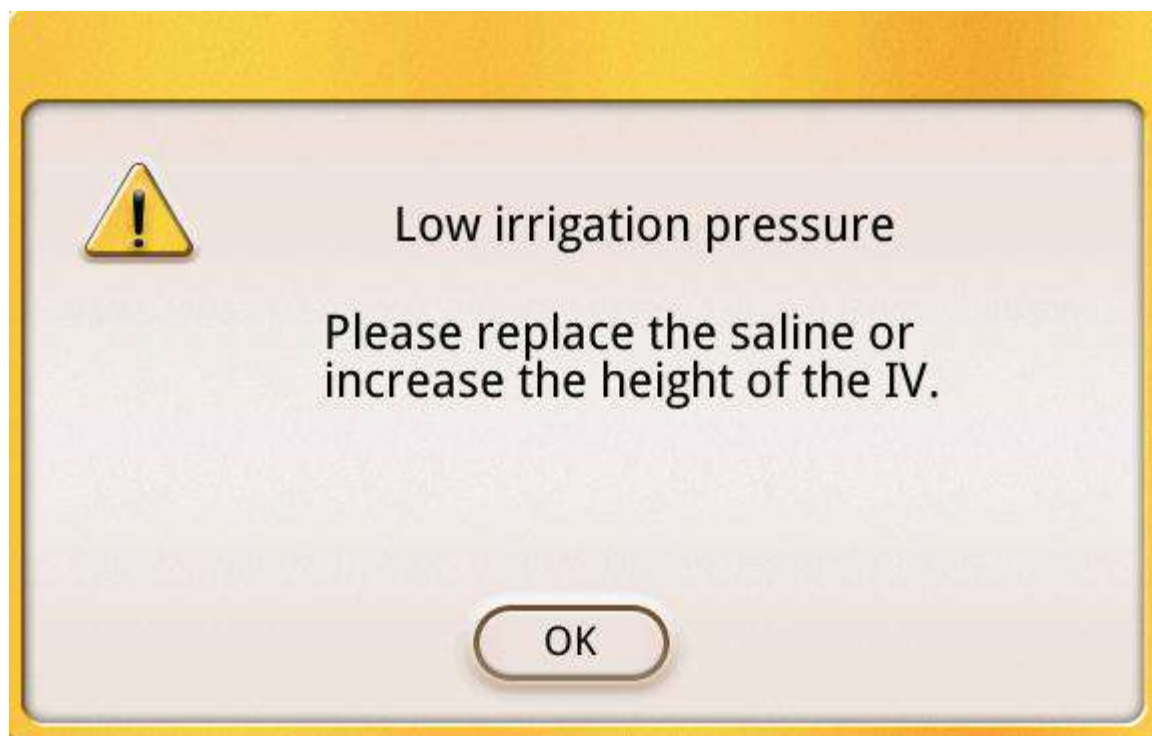 Low irrigation pressure
Please replace the saline or
increase the height of the IV.
OK